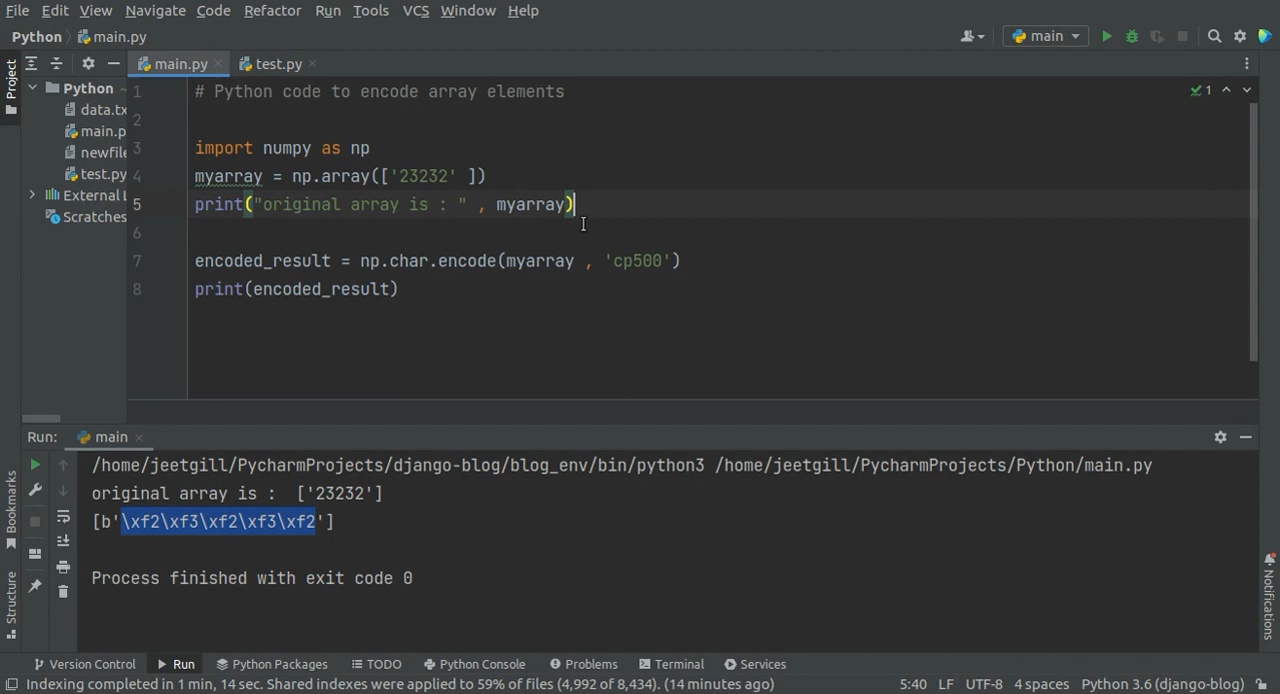 File Edit View Navigate Code Refactor Run Tools VCS Window Help
Python main.py main
Project
main.py test.py
Python
data.tx
main.p
newfile
test.py
External L
Scratches
1 # Python code to encode array elements
2
3 import numpy as np
4 myarray = np.array(['23232' ])
5 print("original array is : " , myarray)
6
7 encoded_result = np.char.encode(myarray , 'cp500')
8 print(encoded_result)
1
Run: main
/home/jeetgill/PycharmProjects/django-blog/blog_env/bin/python3 /home/jeetgill/PycharmProjects/Python/main.py
original array is :  ['23232']
[b'\xf2\xf3\xf2\xf3\xf2']
Process finished with exit code 0
Bookmarks
Structure
Notifications
Version Control Run Python Packages TODO Python Console Problems Terminal Services
Indexing completed in 1 min, 14 sec. Shared indexes were applied to 59% of files (4,992 of 8,434). (14 minutes ago) 5:40 LF UTF-8 4 spaces Python 3.6 (django-blog)